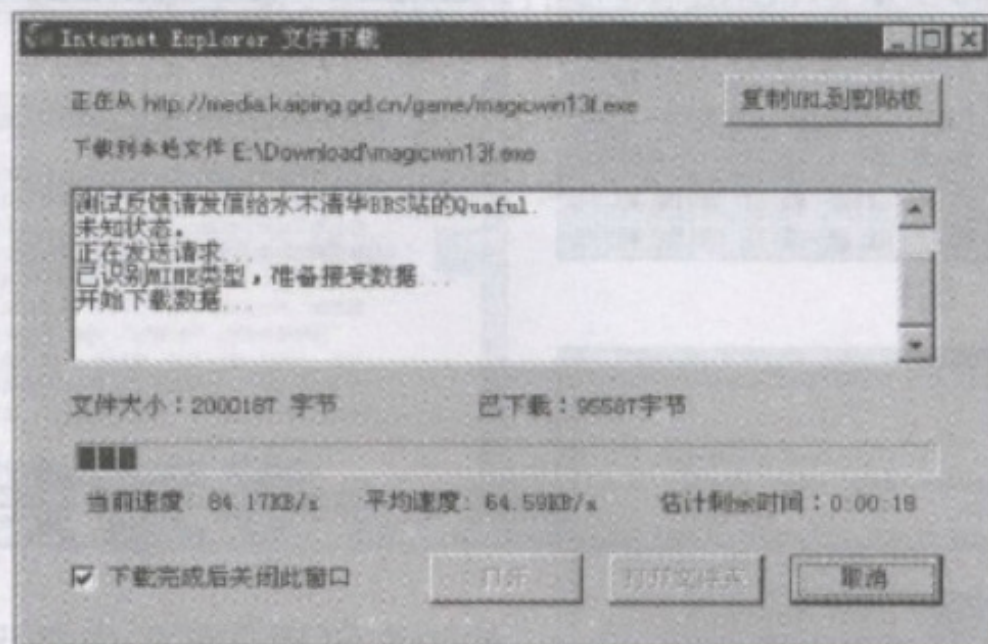 Internet Explorer 文件下载
正在从 http://media.kaiping.gd.cn/game/magicwin13f.exe
复制URL到剪贴板
下载到本地文件 E:\Download\magicwin13f.exe
测试反馈请发信给水木清华BBS站的Quaful.
未知状态。
正在发送请求...
已识别MIME类型，准备接受数据...
开始下载数据...
文件大小：2000187 字节
已下载：95587字节
当前速度: 84.17KB/s
平均速度: 64.59KB/s
估计剩余时间：0:00:18
下载完成后关闭此窗口
打开文件夹
取消